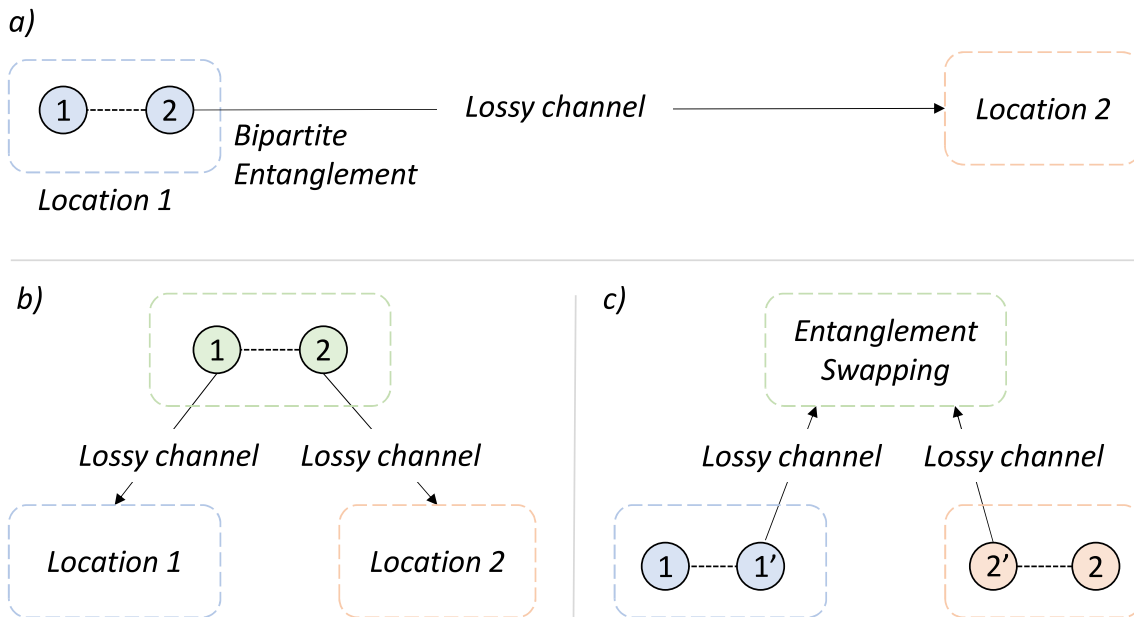 a)
1
2
Lossy channel
Location 2
Bipartite
Entanglement
Location 1
b)
1
2
Lossy channel
Lossy channel
Location 1
Location 2
c)
Entanglement
Swapping
Lossy channel
Lossy channel
1
1'
2'
2